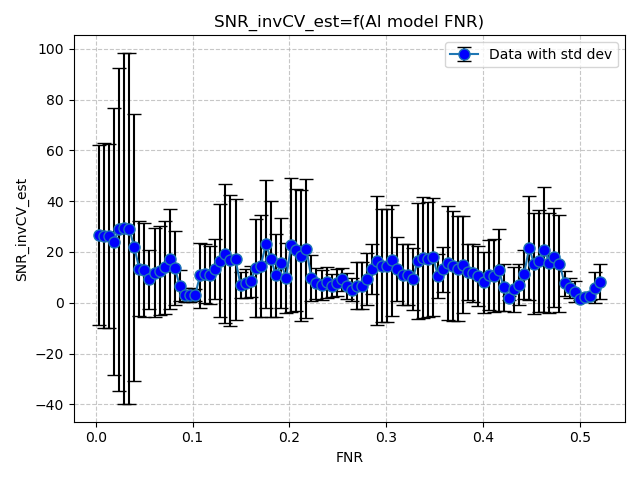 SNR_invCV_est=f(AI model FNR)
Data with std dev
SNR_invCV_est
100
80
60
40
20
0
−20
−40
0.0 0.1 0.2 0.3 0.4 0.5
FNR